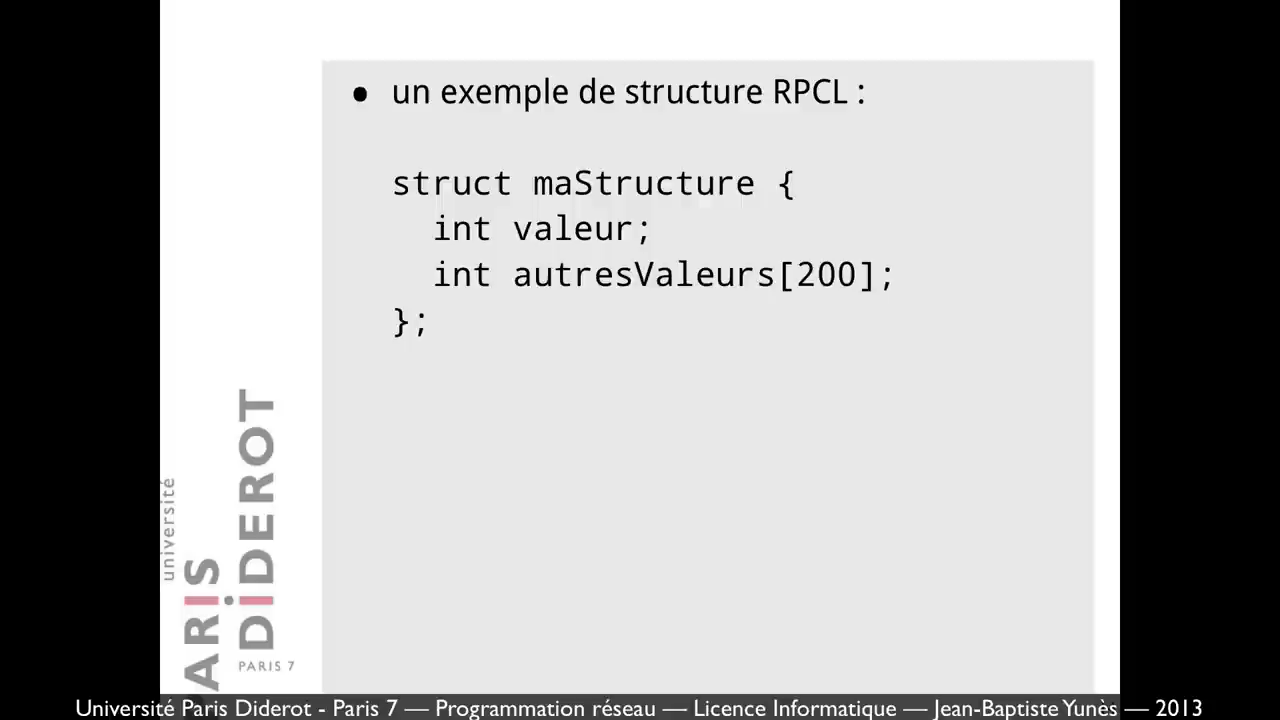 • un exemple de structure RPCL :
struct maStructure {
int valeur;
int autresValeurs[200];
};
université
ARiS
DiDEROT
PARIS 7
Université Paris Diderot - Paris 7 — Programmation réseau — Licence Informatique — Jean-Baptiste Yunès — 2013